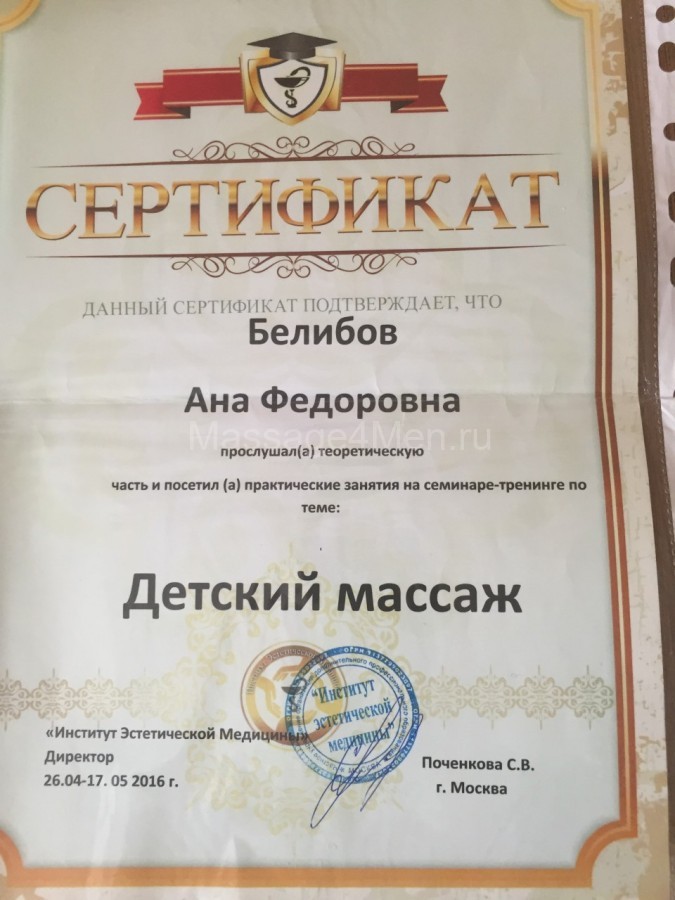 СЕРТИФИКАТ
ДАННЫЙ СЕРТИФИКАТ ПОДТВЕРЖДАЕТ, ЧТО
Белибов
Ана Федоровна
Massage4Men.ru
прослушал(а) теоретическую
часть и посетил (а) практические занятия на семинаре-тренинге по
теме:
Детский массаж
"Институт
эстетической
медицины"
«Институт Эстетической Медицины»
Директор
26.04-17. 05 2016 г.
Поченкова С.В.
г. Москва